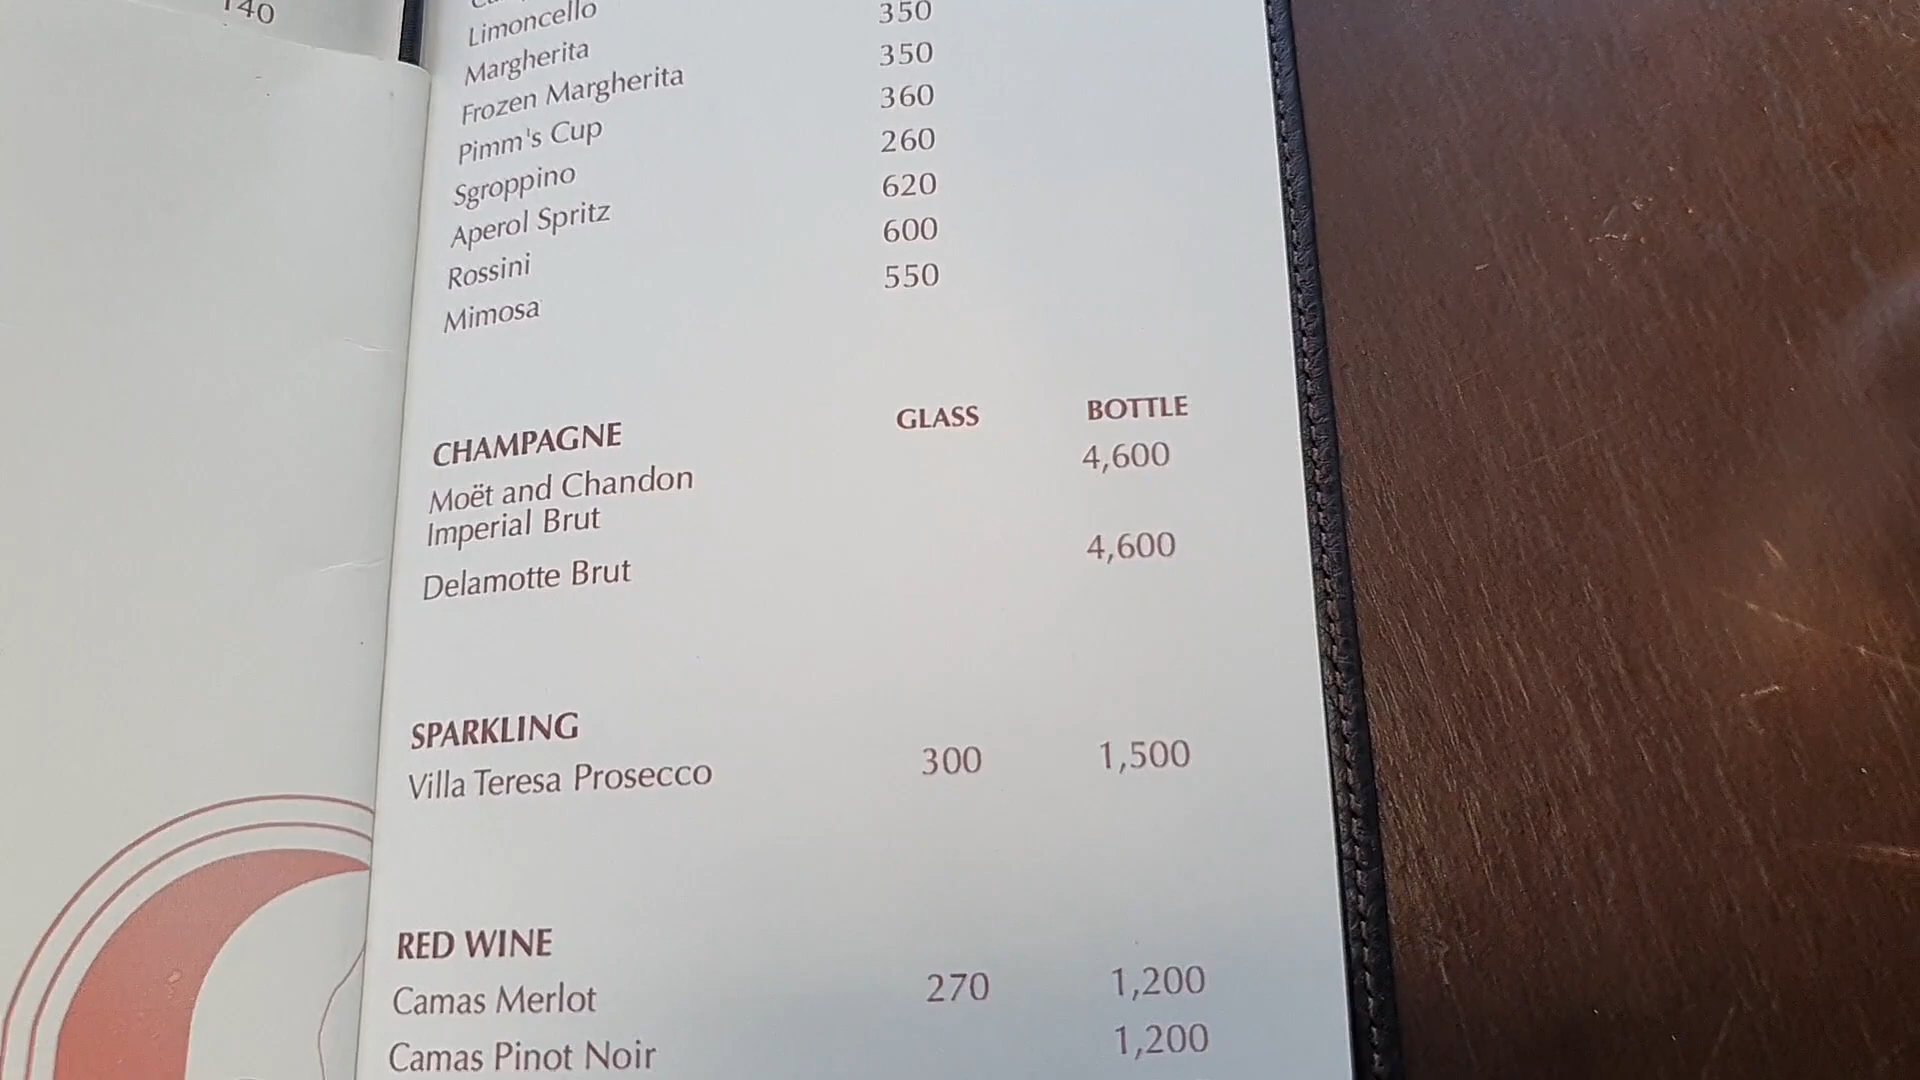 140
Limoncello
Margherita 350
Frozen Margherita 350
Pimm's Cup 360
Sgroppino 260
Aperol Spritz 620
Rossini 600
Mimosa 550
CHAMPAGNE GLASS BOTTLE
Moët and Chandon 4,600
Imperial Brut
Delamotte Brut 4,600
SPARKLING
Villa Teresa Prosecco 300 1,500
RED WINE
Camas Merlot 270 1,200
Camas Pinot Noir 1,200